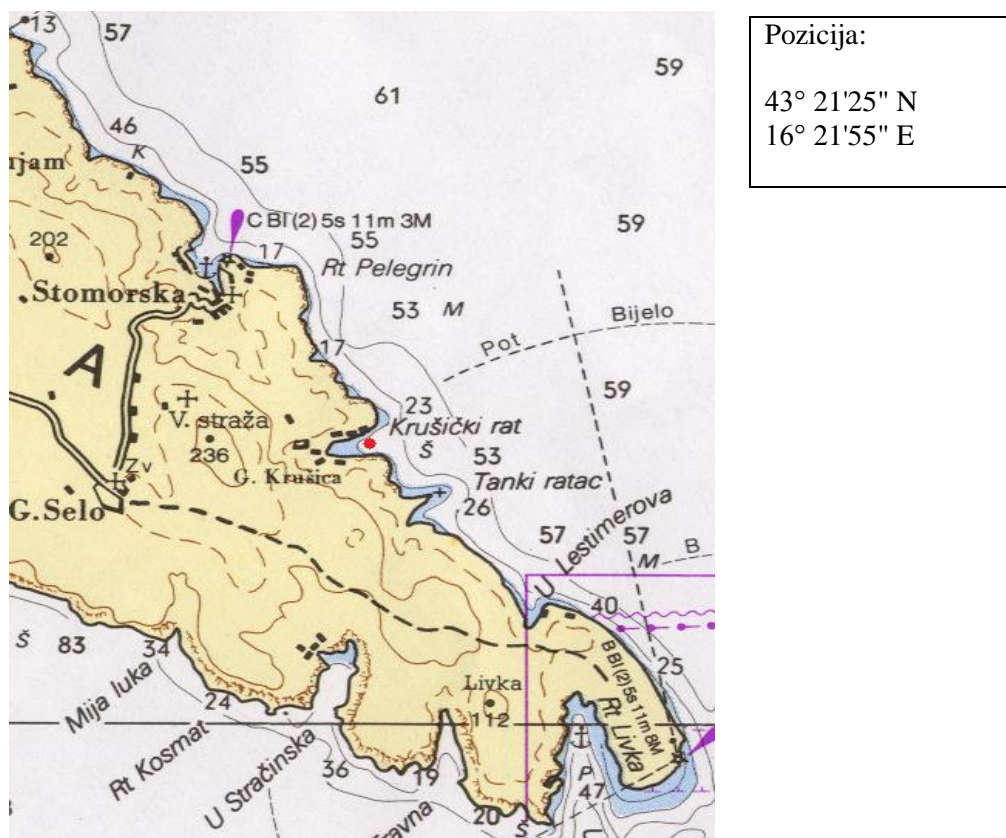 13
57
59
61
46
K
55
ujam
C Bl (2) 5s 11m 3M
59
202
55
17
Rt Pelegrin
Stomorska
53
M
Bijelo
Pot
17
A
59
23
V. straža
Krušički rat
Š
236
53
Zv
G. Krušica
Tanki ratac
26
G.Selo
57
57
U Lestimerova
M
B
40
Š
83
34
25
B Bl (2) 5s 11m 8M
Mija luka
Livka
24
112
Rt Livka
Rt Kosmat
U Stračinska
36
19
P
47
20
Š
Pozicija:
43° 21'25" N
16° 21'55" E